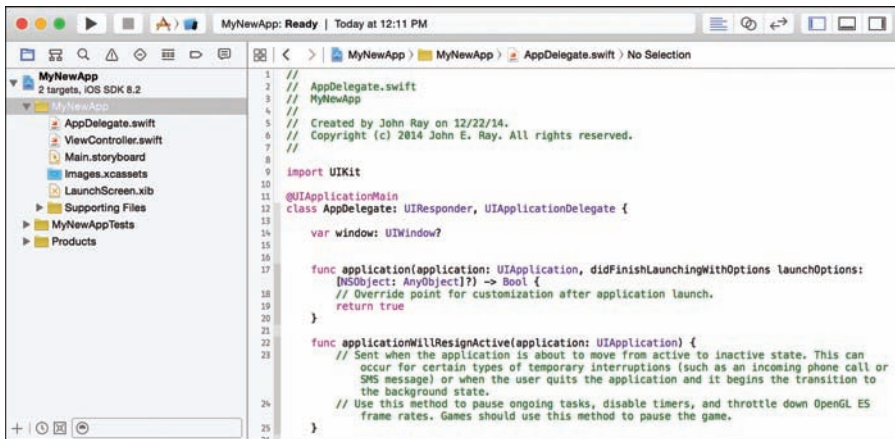 MyNewApp: Ready | Today at 12:11 PM
MyNewApp
2 targets, iOS SDK 8.2
MyNewApp
AppDelegate.swift
ViewController.swift
Main.storyboard
Images.xcassets
LaunchScreen.xib
Supporting Files
MyNewAppTests
Products
MyNewApp MyNewApp AppDelegate.swift No Selection
1 //
2 // AppDelegate.swift
3 // MyNewApp
4 //
5 // Created by John Ray on 12/22/14.
6 // Copyright (c) 2014 John E. Ray. All rights reserved.
7 //
8
9 import UIKit
10
11 @UIApplicationMain
12 class AppDelegate: UIResponder, UIApplicationDelegate {
13
14 var window: UIWindow?
15
16
17 func application(application: UIApplication, didFinishLaunchingWithOptions launchOptions:
[NSObject: AnyObject]?) -> Bool {
18 // Override point for customization after application launch.
19 return true
20 }
21
22 func applicationWillResignActive(application: UIApplication) {
23 // Sent when the application is about to move from active to inactive state. This can
occur for certain types of temporary interruptions (such as an incoming phone call or
SMS message) or when the user quits the application and it begins the transition to
the background state.
24 // Use this method to pause ongoing tasks, disable timers, and throttle down OpenGL ES
frame rates. Games should use this method to pause the game.
25 }